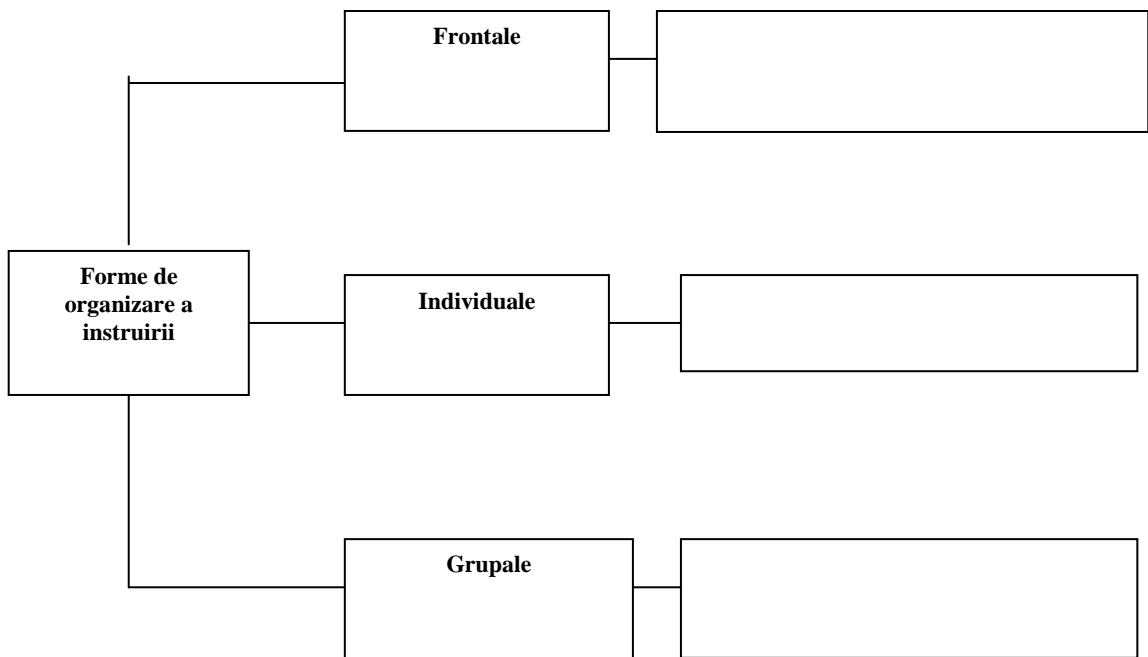 Frontale
Forme de
organizare a
instruirii
Individuale
Grupale